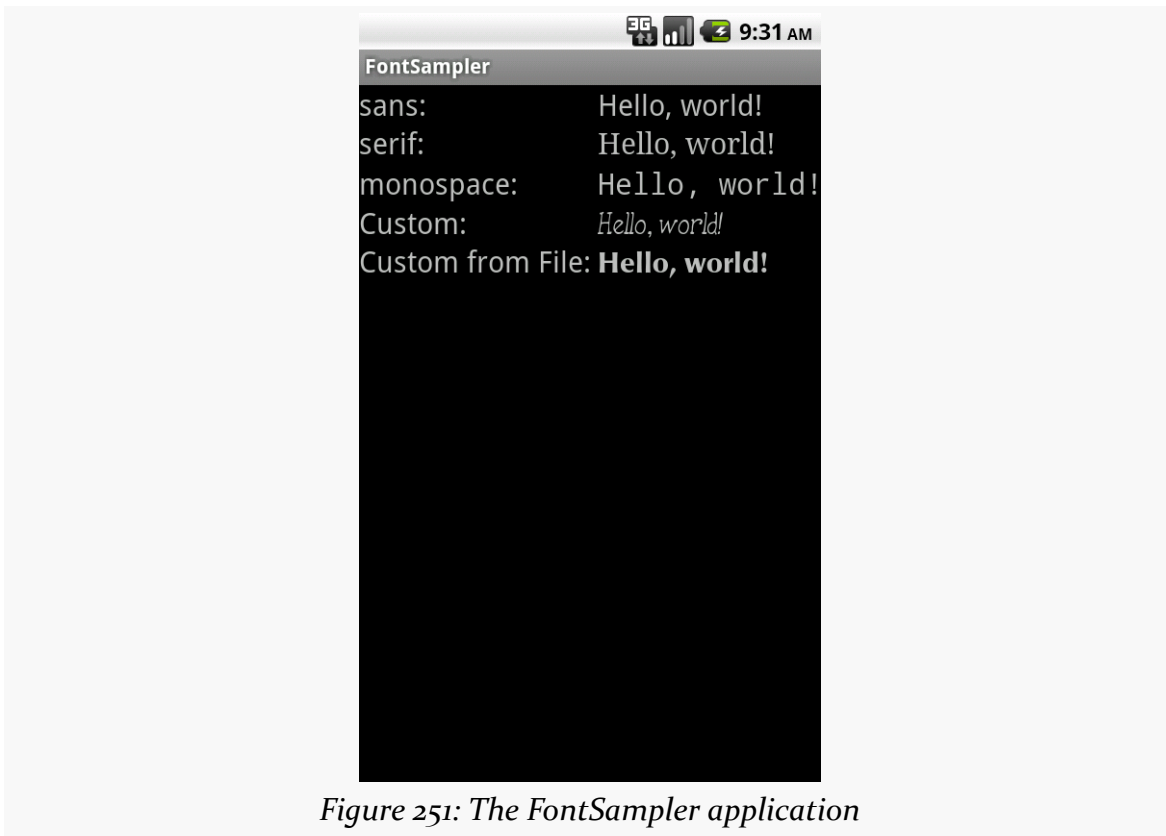 3G 9:31 AM
FontSampler
sans: Hello, world!
serif: Hello, world!
monospace: Hello, world!
Custom: Hello, world!
Custom from File: Hello, world!
Figure 251: The FontSampler application